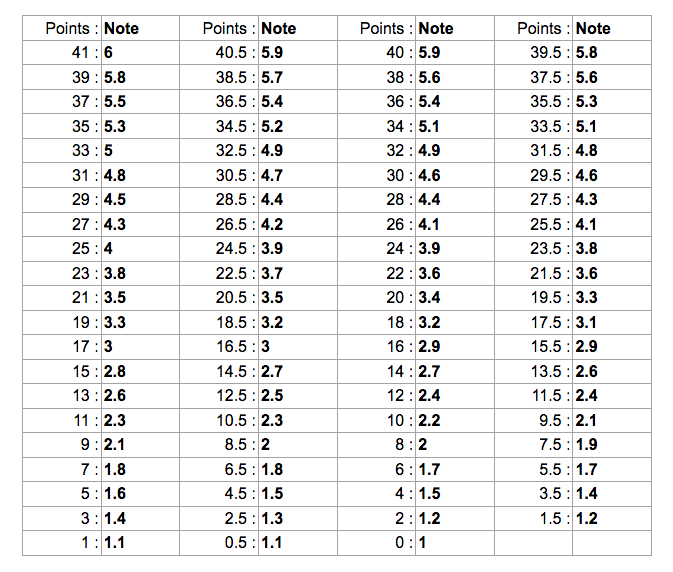 Points : Note Points : Note Points : Note Points : Note
41 : 6 40.5 : 5.9 40 : 5.9 39.5 : 5.8
39 : 5.8 38.5 : 5.7 38 : 5.6 37.5 : 5.6
37 : 5.5 36.5 : 5.4 36 : 5.4 35.5 : 5.3
35 : 5.3 34.5 : 5.2 34 : 5.1 33.5 : 5.1
33 : 5 32.5 : 4.9 32 : 4.9 31.5 : 4.8
31 : 4.8 30.5 : 4.7 30 : 4.6 29.5 : 4.6
29 : 4.5 28.5 : 4.4 28 : 4.4 27.5 : 4.3
27 : 4.3 26.5 : 4.2 26 : 4.1 25.5 : 4.1
25 : 4 24.5 : 3.9 24 : 3.9 23.5 : 3.8
23 : 3.8 22.5 : 3.7 22 : 3.6 21.5 : 3.6
21 : 3.5 20.5 : 3.5 20 : 3.4 19.5 : 3.3
19 : 3.3 18.5 : 3.2 18 : 3.2 17.5 : 3.1
17 : 3 16.5 : 3 16 : 2.9 15.5 : 2.9
15 : 2.8 14.5 : 2.7 14 : 2.7 13.5 : 2.6
13 : 2.6 12.5 : 2.5 12 : 2.4 11.5 : 2.4
11 : 2.3 10.5 : 2.3 10 : 2.2 9.5 : 2.1
9 : 2.1 8.5 : 2 8 : 2 7.5 : 1.9
7 : 1.8 6.5 : 1.8 6 : 1.7 5.5 : 1.7
5 : 1.6 4.5 : 1.5 4 : 1.5 3.5 : 1.4
3 : 1.4 2.5 : 1.3 2 : 1.2 1.5 : 1.2
1 : 1.1 0.5 : 1.1 0 : 1